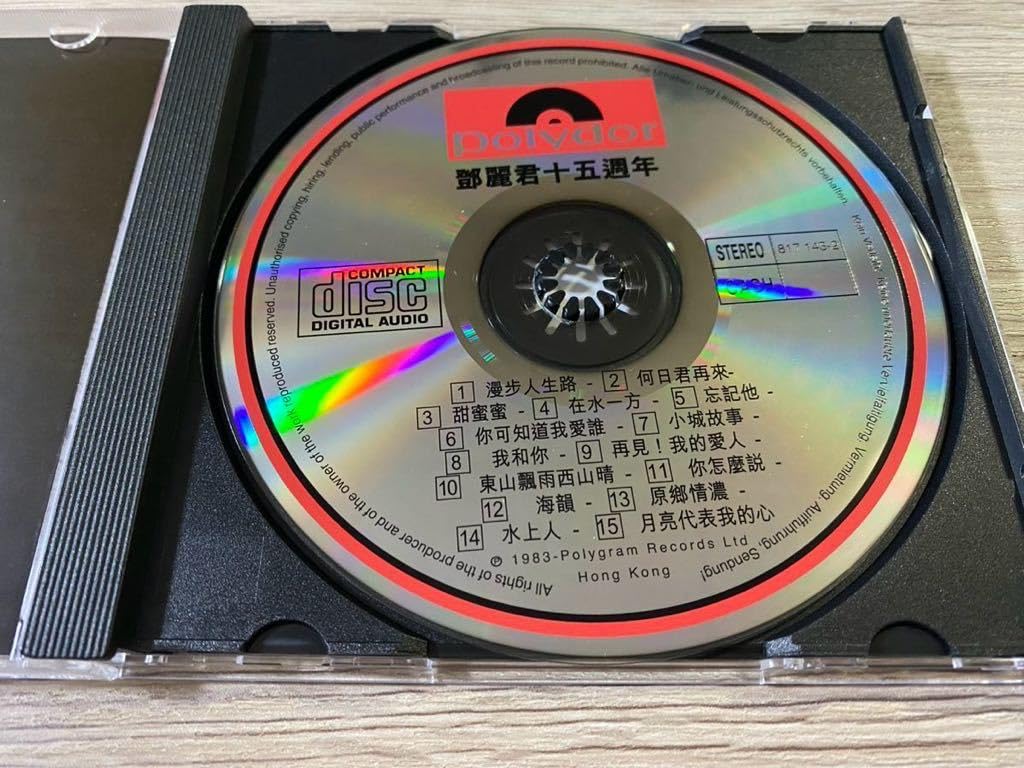 polydor
鄧麗君十五週年
COMPACT
disc
DIGITAL AUDIO
STEREO
817 143-2
1 漫步人生路 - 2 何日君再來-
3 甜蜜蜜 - 4 在水一方 - 5 忘記他 -
6 你可知道我愛誰 - 7 小城故事 -
8 我和你 - 9 再見！我的愛人 -
10 東山飄雨西山晴 - 11 你怎麼說 -
12 海韻 - 13 原鄉情濃 -
14 水上人 - 15 月亮代表我的心
℗ 1983-Polygram Records Ltd
Hong Kong
All rights of the producer and of the owner of the work reproduced reserved. Unauthorised copying, hiring, lending, public performance and broadcasting of this record prohibited. Alle Urheber- und Leistungsschutzrechte vorbehalten. Vermietung, Aufführung, Sendung!